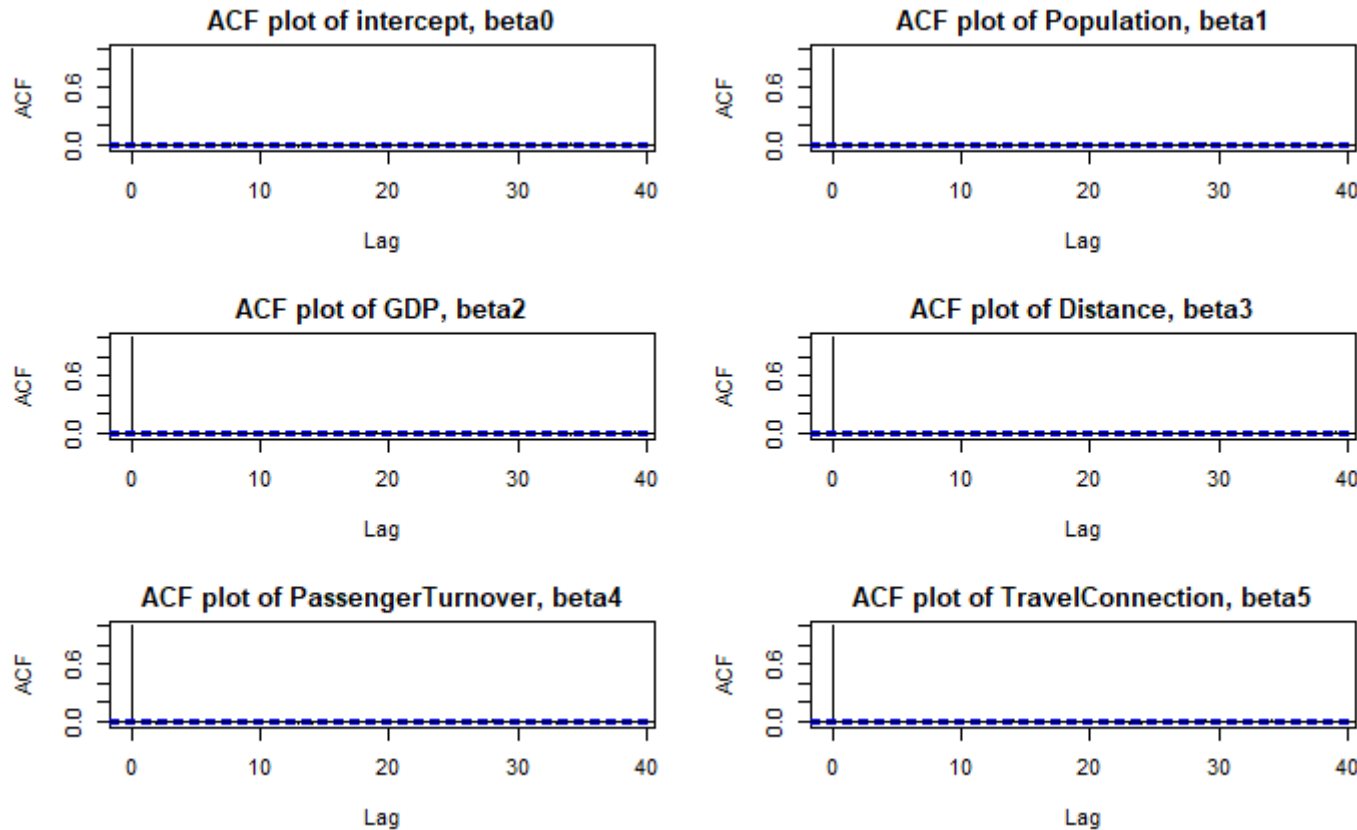 ACF plot of intercept, beta0
ACF
0.0 0.6
0 10 20 30 40
Lag
ACF plot of Population, beta1
ACF
0.0 0.6
0 10 20 30 40
Lag
ACF plot of GDP, beta2
ACF
0.0 0.6
0 10 20 30 40
Lag
ACF plot of Distance, beta3
ACF
0.0 0.6
0 10 20 30 40
Lag
ACF plot of PassengerTurnover, beta4
ACF
0.0 0.6
0 10 20 30 40
Lag
ACF plot of TravelConnection, beta5
ACF
0.0 0.6
0 10 20 30 40
Lag